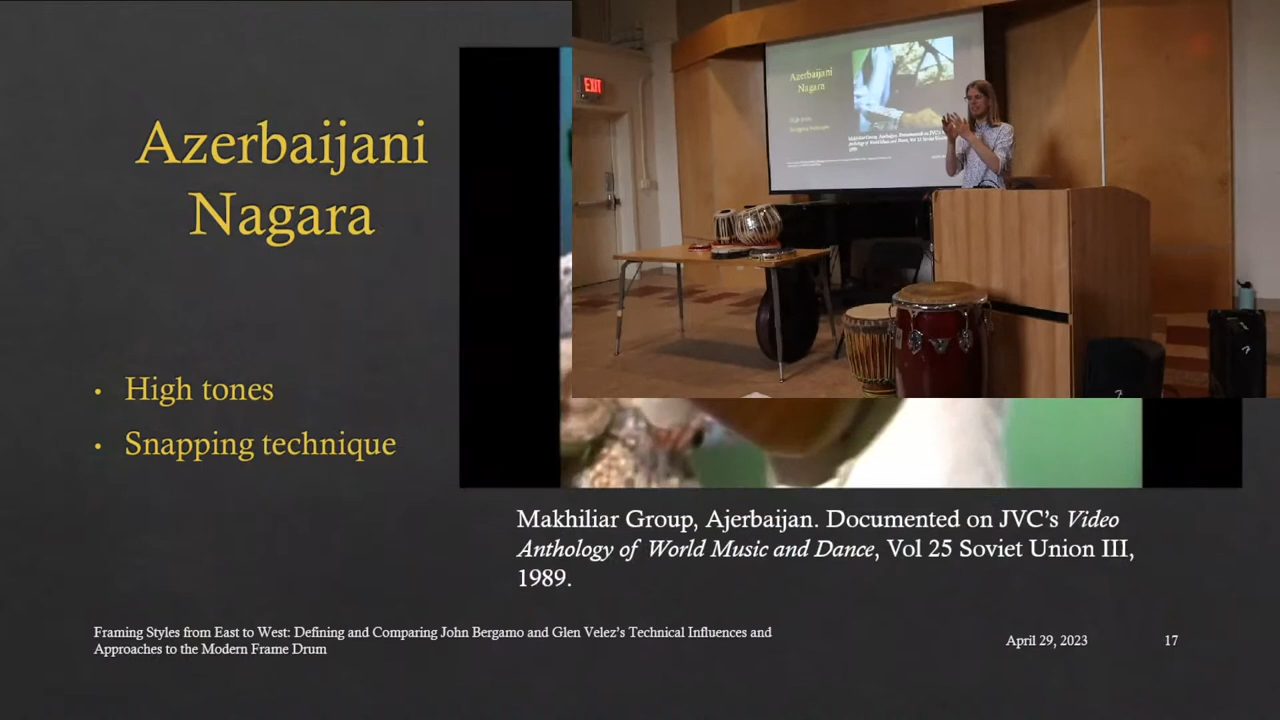 Azerbaijani
Nagara
• High tones
• Snapping technique
EXIT
Azerbaijani
Nagara
Makhiliar Group, Ajerbaijan. Documented on JVC’s Video
Anthology of World Music and Dance, Vol 25 Soviet Union III,
1989.
Framing Styles from East to West: Defining and Comparing John Bergamo and Glen Velez’s Technical Influences and
Approaches to the Modern Frame Drum
April 29, 2023
17